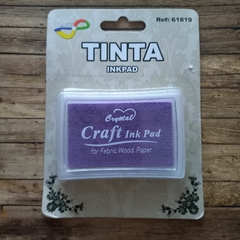 Ref: 61819
TINTA
INKPAD
Crystal
Craft Ink Pad
for Fabric. Wood. Paper